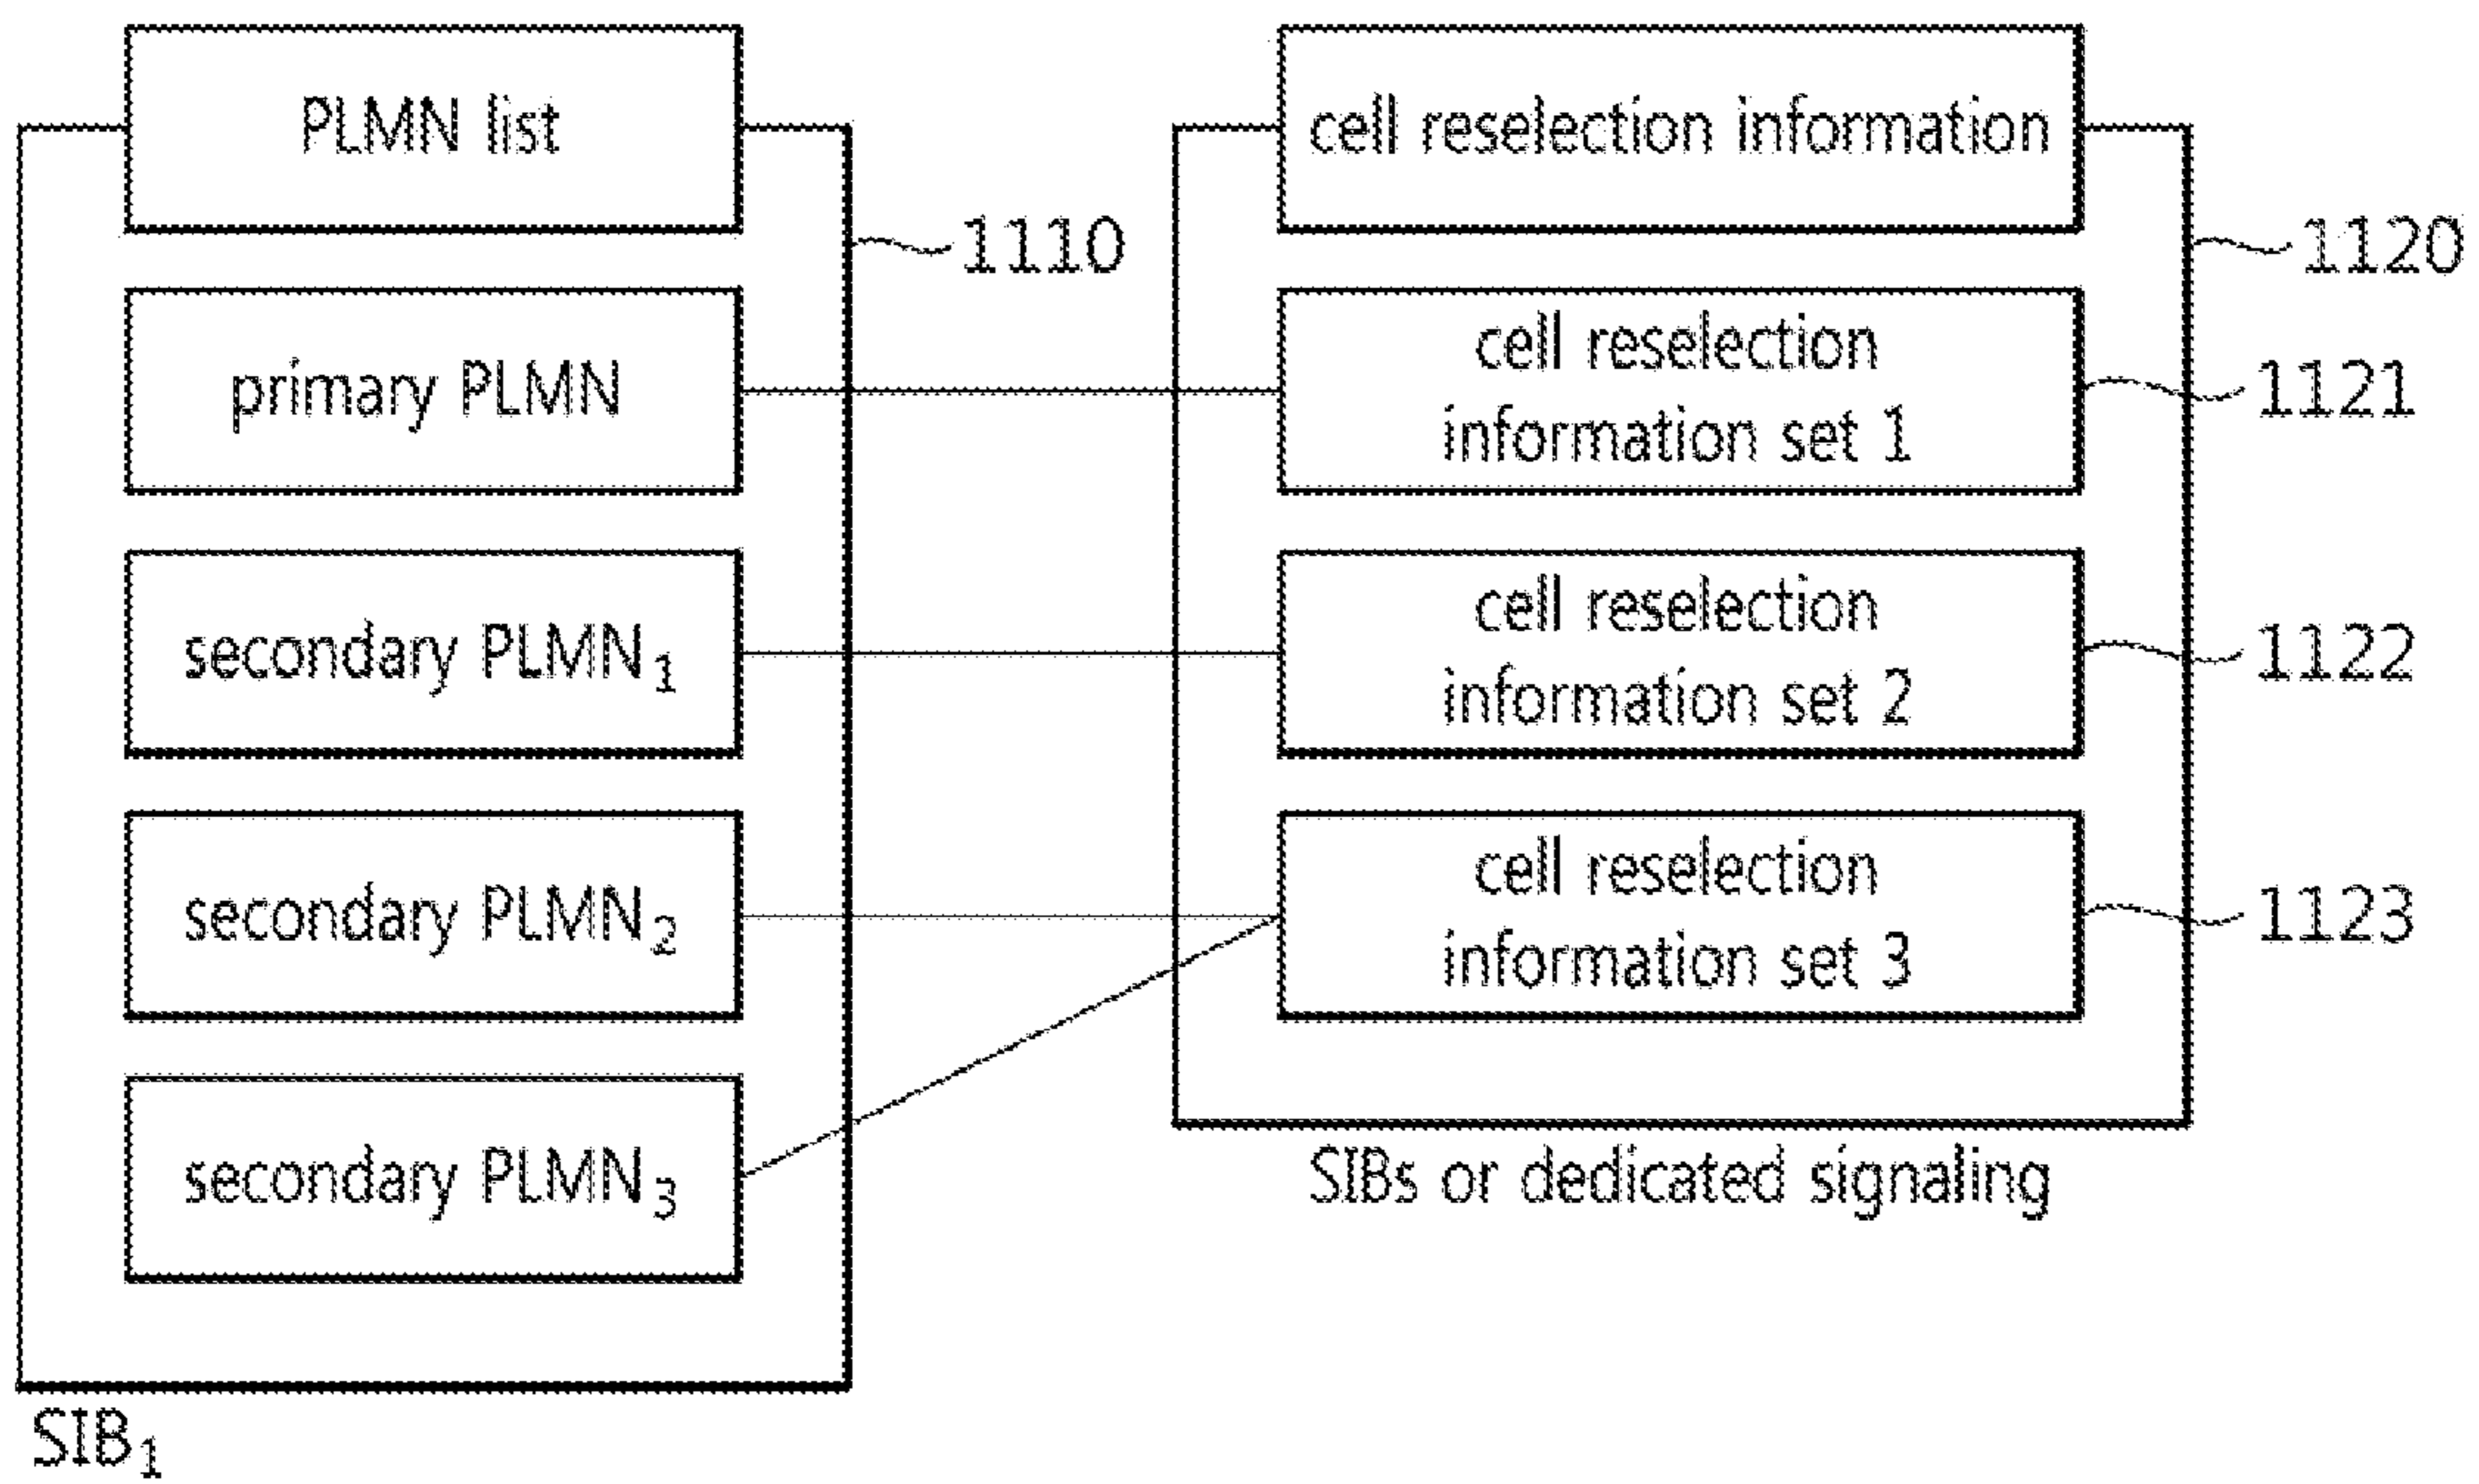 PLMN list
cell reselection information
1110
1120
primary PLMN
cell reselection
information set 1
1121
secondary PLMN₁
cell reselection
information set 2
1122
secondary PLMN₂
cell reselection
information set 3
1123
secondary PLMN₃
SIBs or dedicated signaling
SIB₁